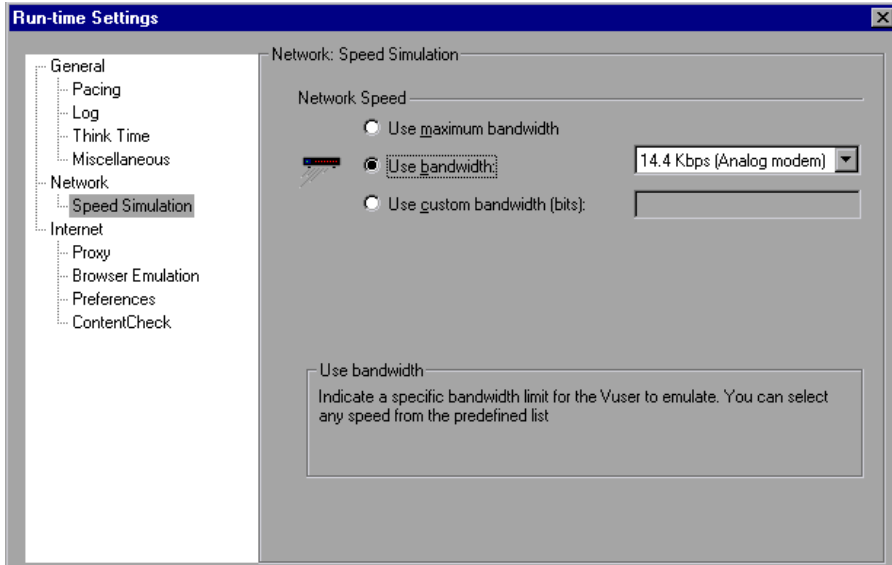 Run-time Settings
General
Pacing
Log
Think Time
Miscellaneous
Network
Speed Simulation
Internet
Proxy
Browser Emulation
Preferences
ContentCheck
Network: Speed Simulation
Network Speed
Use maximum bandwidth
Use bandwidth: 14.4 Kbps (Analog modem)
Use custom bandwidth (bits):
Use bandwidth
Indicate a specific bandwidth limit for the Vuser to emulate. You can select
any speed from the predefined list